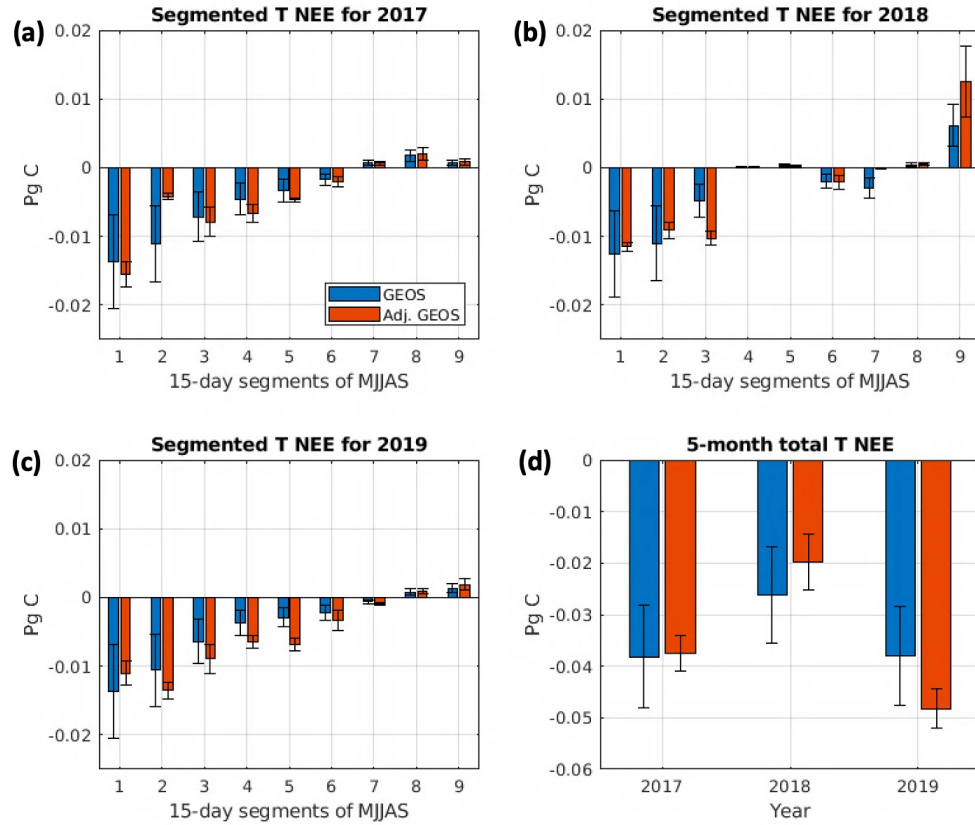 (a)
Segmented T NEE for 2017
0.02
0.01
0
-0.01
-0.02
Pg C
GEOS
Adj. GEOS
1 2 3 4 5 6 7 8 9
15-day segments of MJJAS
(b)
Segmented T NEE for 2018
0.02
0.01
0
-0.01
-0.02
Pg C
1 2 3 4 5 6 7 8 9
15-day segments of MJJAS
(c)
Segmented T NEE for 2019
0.02
0.01
0
-0.01
-0.02
Pg C
1 2 3 4 5 6 7 8 9
15-day segments of MJJAS
(d)
5-month total T NEE
0
-0.01
-0.02
-0.03
-0.04
-0.05
-0.06
Pg C
2017 2018 2019
Year